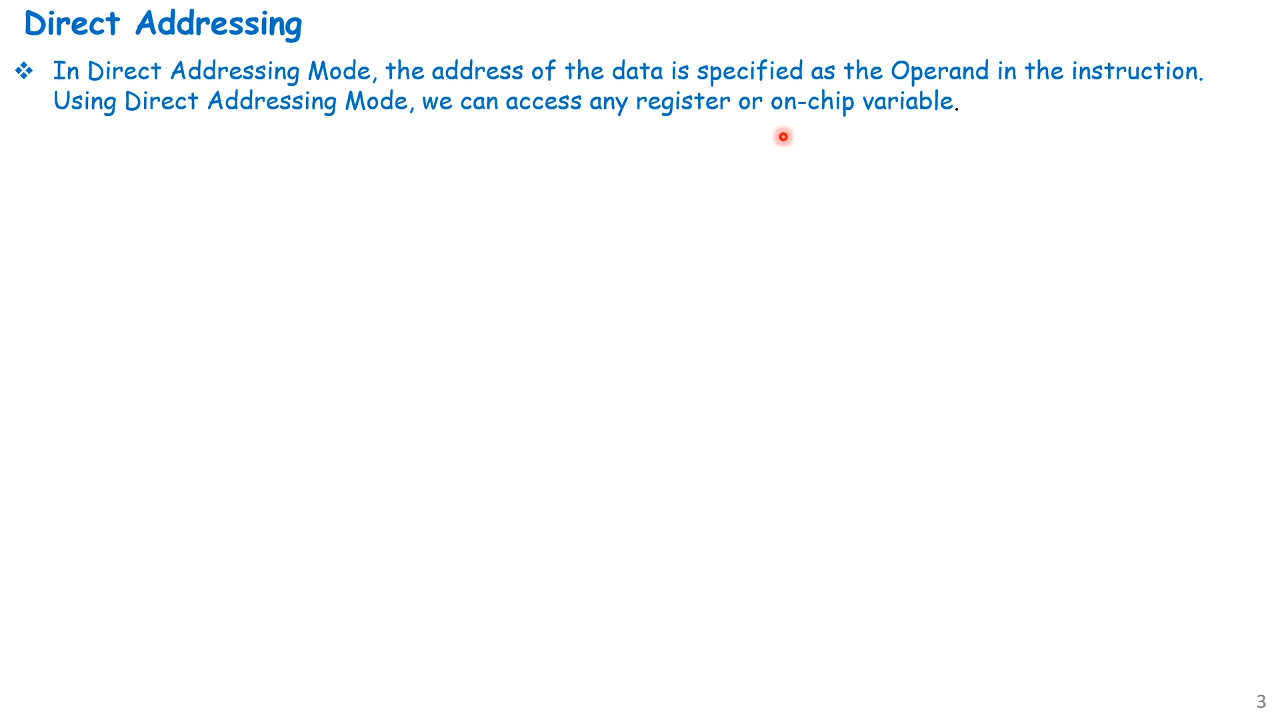 Direct Addressing
❖ In Direct Addressing Mode, the address of the data is specified as the Operand in the instruction.
Using Direct Addressing Mode, we can access any register or on-chip variable.
3